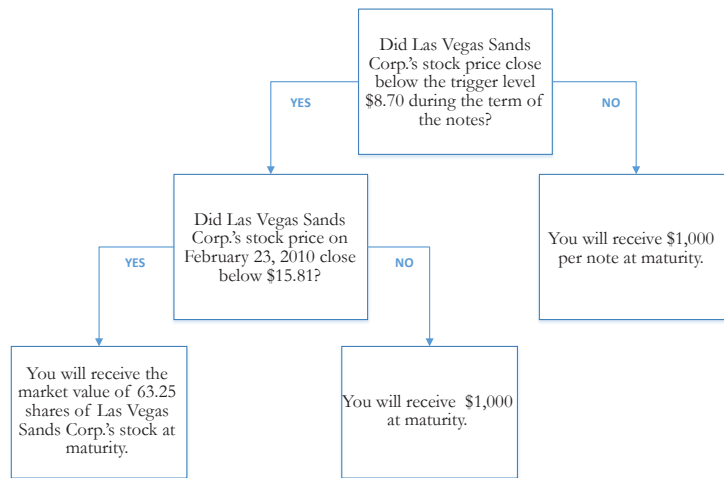 Did Las Vegas Sands
Corp.'s stock price close
below the trigger level
$8.70 during the term of
the notes?
YES
NO
Did Las Vegas Sands
Corp.'s stock price on
February 23, 2010 close
below $15.81?
You will receive $1,000
per note at maturity.
YES
NO
You will receive the
market value of 63.25
shares of Las Vegas
Sands Corp.'s stock at
maturity.
You will receive $1,000
at maturity.